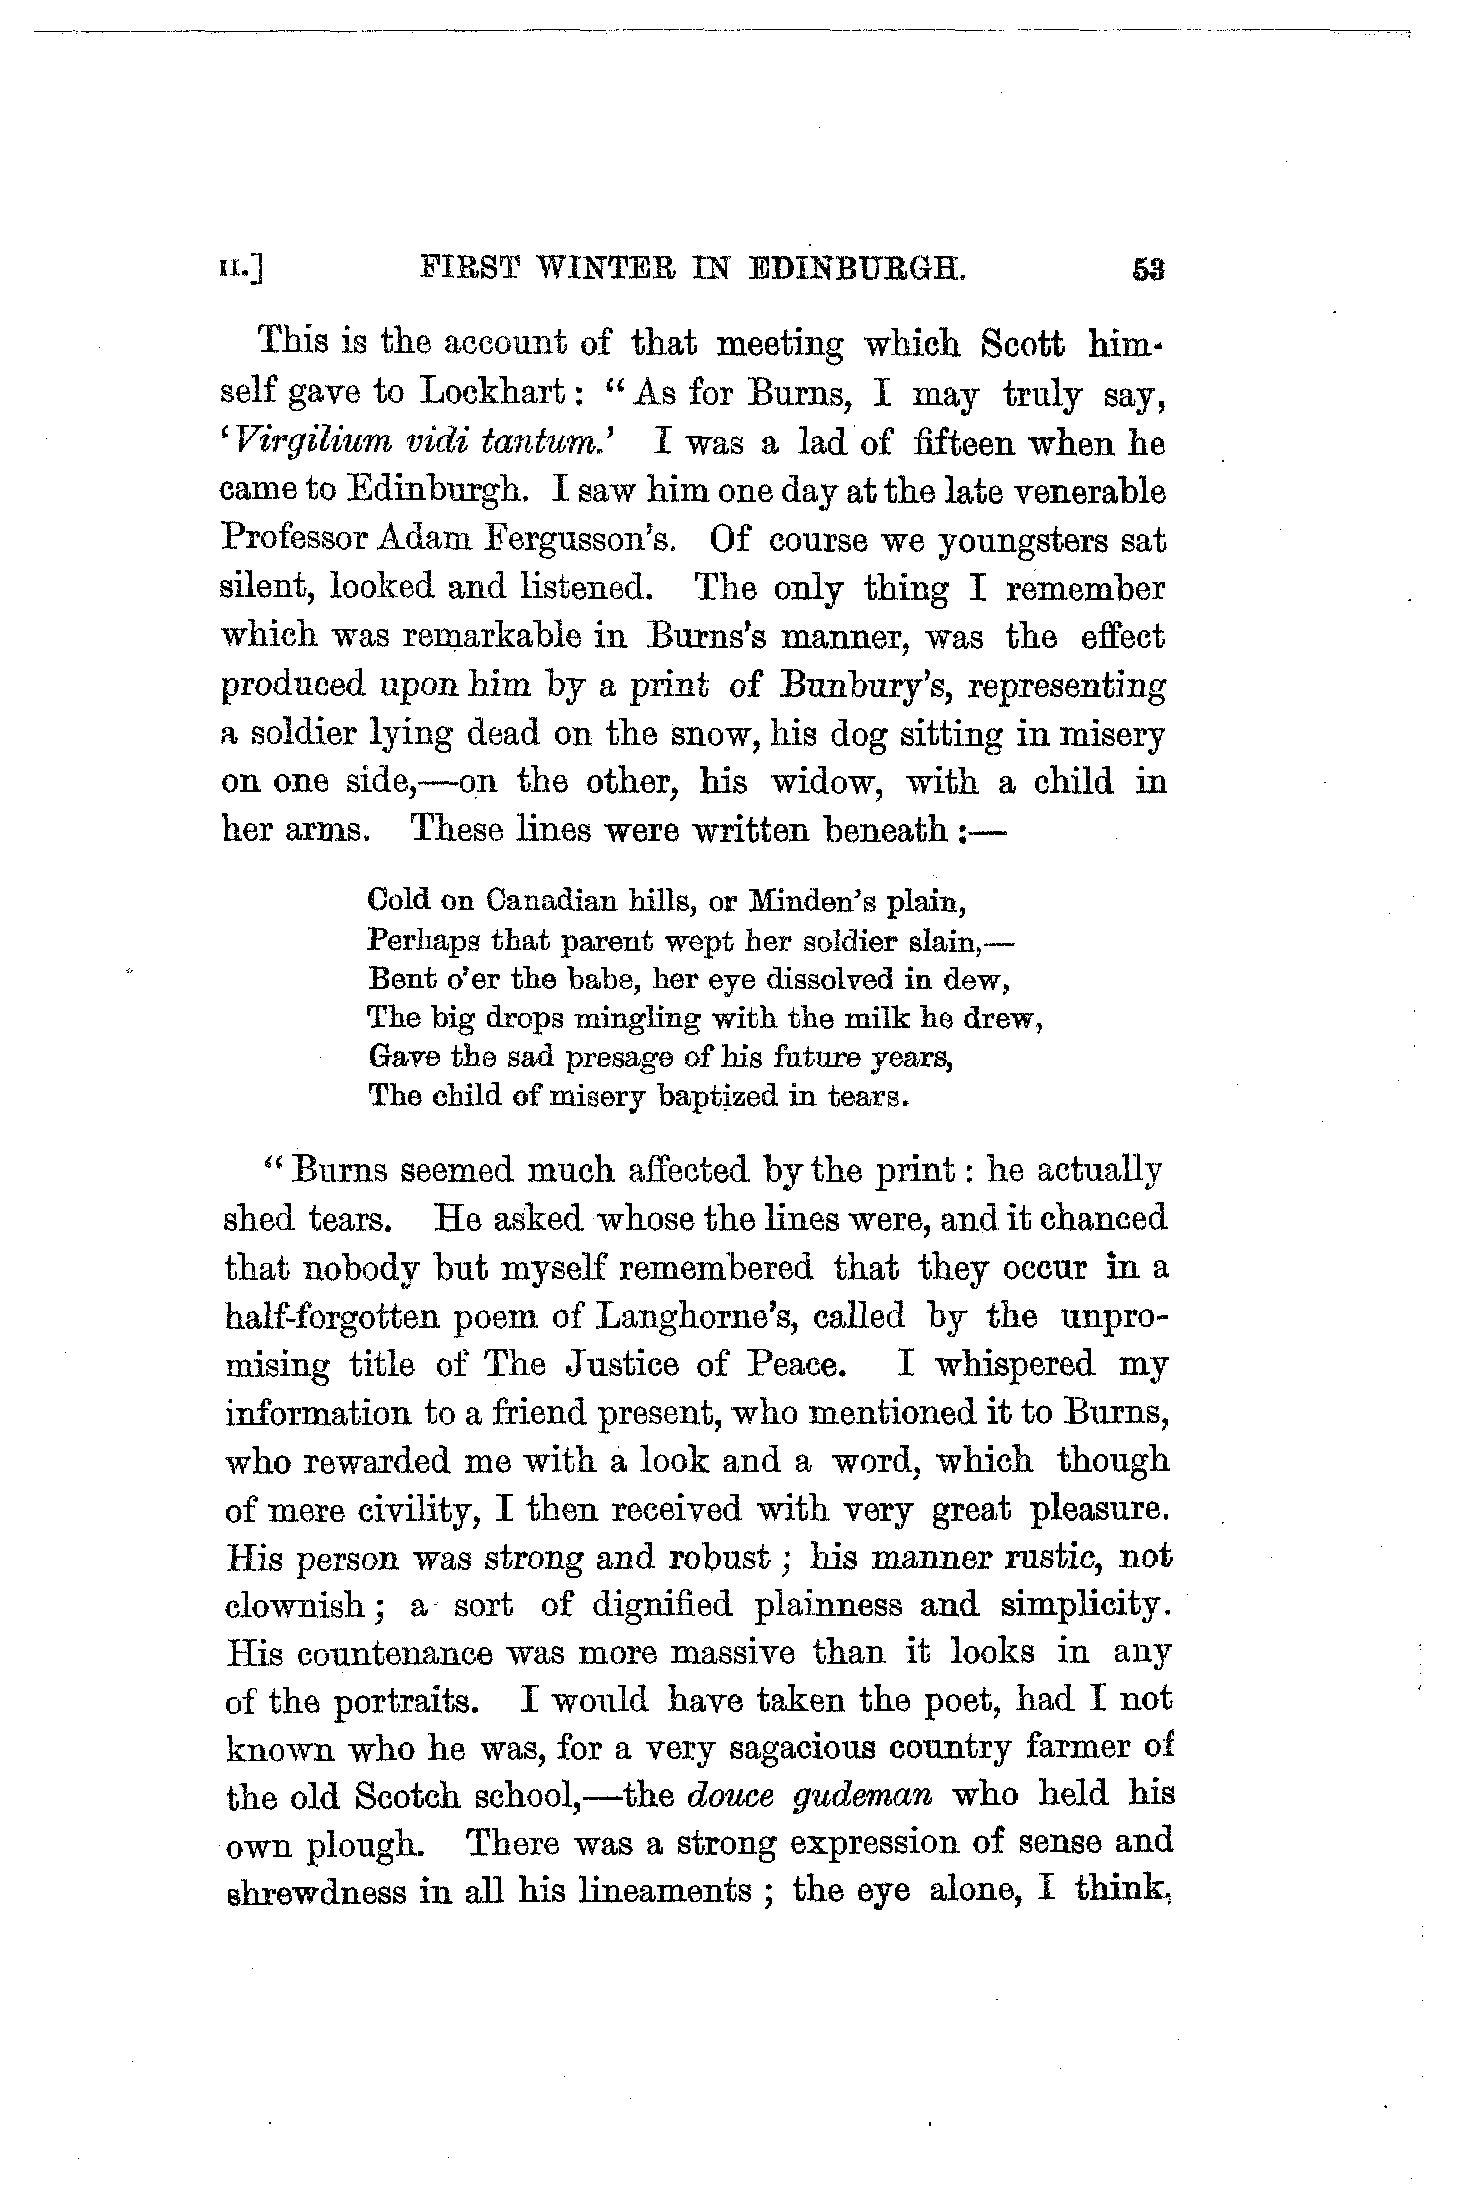 II.] FIRST WINTER IN EDINBURGH. 53
This is the account of that meeting which Scott him-
self gave to Lockhart : “ As for Burns, I may truly say,
‘ Virgilium vidi tantum.’ I was a lad of fifteen when he
came to Edinburgh. I saw him one day at the late venerable
Professor Adam Fergusson’s. Of course we youngsters sat
silent, looked and listened. The only thing I remember
which was remarkable in Burns’s manner, was the effect
produced upon him by a print of Bunbury’s, representing
a soldier lying dead on the snow, his dog sitting in misery
on one side,—on the other, his widow, with a child in
her arms. These lines were written beneath :—
Cold on Canadian hills, or Minden’s plain,
Perhaps that parent wept her soldier slain,—
Bent o’er the babe, her eye dissolved in dew,
The big drops mingling with the milk he drew,
Gave the sad presage of his future years,
The child of misery baptized in tears.
“ Burns seemed much affected by the print : he actually
shed tears. He asked whose the lines were, and it chanced
that nobody but myself remembered that they occur in a
half-forgotten poem of Langhorne’s, called by the unpro-
mising title of The Justice of Peace. I whispered my
information to a friend present, who mentioned it to Burns,
who rewarded me with a look and a word, which though
of mere civility, I then received with very great pleasure.
His person was strong and robust ; his manner rustic, not
clownish ; a sort of dignified plainness and simplicity.
His countenance was more massive than it looks in any
of the portraits. I would have taken the poet, had I not
known who he was, for a very sagacious country farmer of
the old Scotch school,—the douce gudeman who held his
own plough. There was a strong expression of sense and
shrewdness in all his lineaments ; the eye alone, I think,